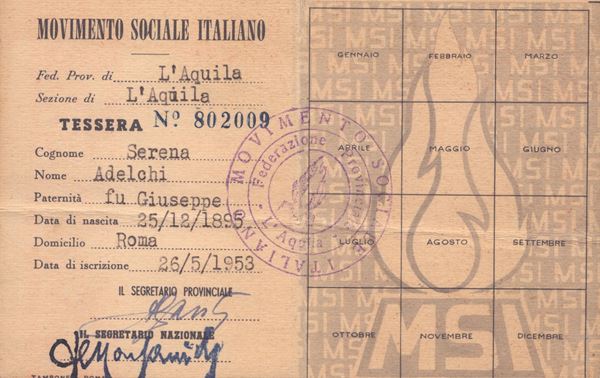 MOVIMENTO SOCIALE ITALIANO
Fed. Prov. di L'Aquila
Sezione di L'Aquila
TESSERA Nº 802009
Cognome Serena
Nome Adelchi
Paternità fu Giuseppe
Data di nascita 25/12/1895
Domicilio Roma
Data di iscrizione 26/5/1953
IL SEGRETARIO PROVINCIALE
IL SEGRETARIO NAZIONALE
MOVIMENTO SOCIALE ITALIANO
Federazione Provinciale
L'Aquila
GENNAIO FEBBRAIO MARZO
APRILE MAGGIO GIUGNO
LUGLIO AGOSTO SETTEMBRE
OTTOBRE NOVEMBRE DICEMBRE
MSI